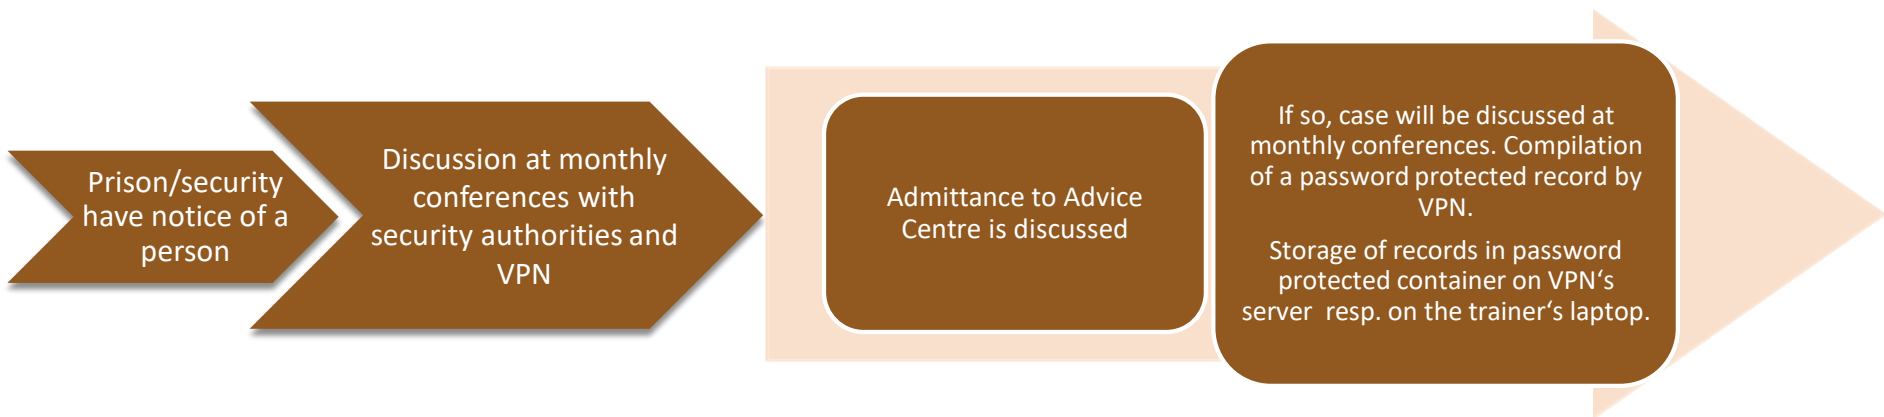 Prison/security
have notice of a
person
Discussion at monthly
conferences with
security authorities and
VPN
Admittance to Advice
Centre is discussed
If so, case will be discussed at
monthly conferences. Compilation
of a password protected record by
VPN.
Storage of records in password
protected container on VPN‘s
server  resp. on the trainer‘s laptop.